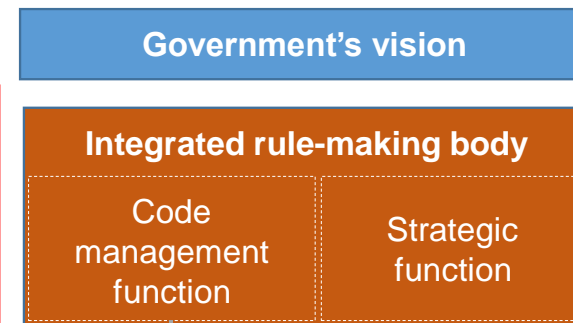 Government’s vision
Integrated rule-making body
Code
management
function
Strategic
function